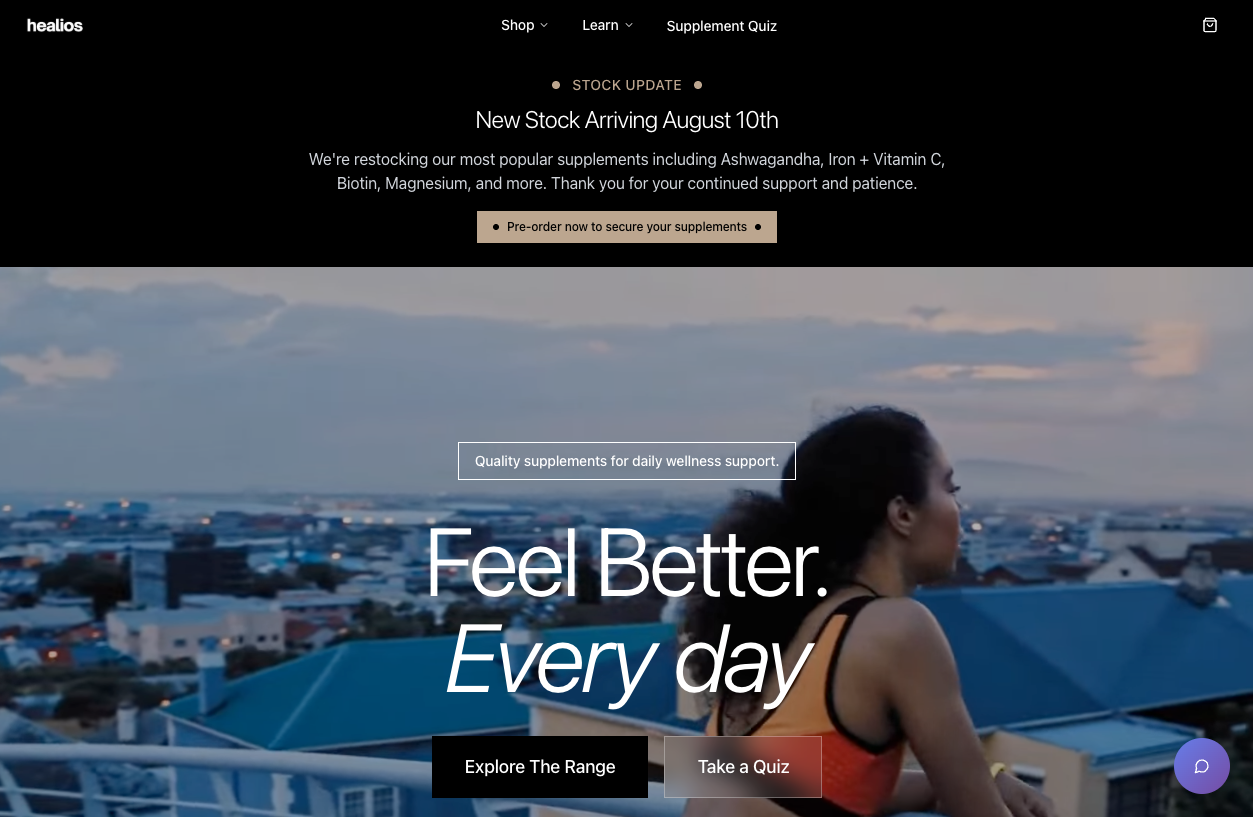 healios
Shop
Learn
Supplement Quiz
STOCK UPDATE
New Stock Arriving August 10th
We're restocking our most popular supplements including Ashwagandha, Iron + Vitamin C,
Biotin, Magnesium, and more. Thank you for your continued support and patience.
Pre-order now to secure your supplements
Quality supplements for daily wellness support.
Feel Better.
Every day
Explore The Range
Take a Quiz